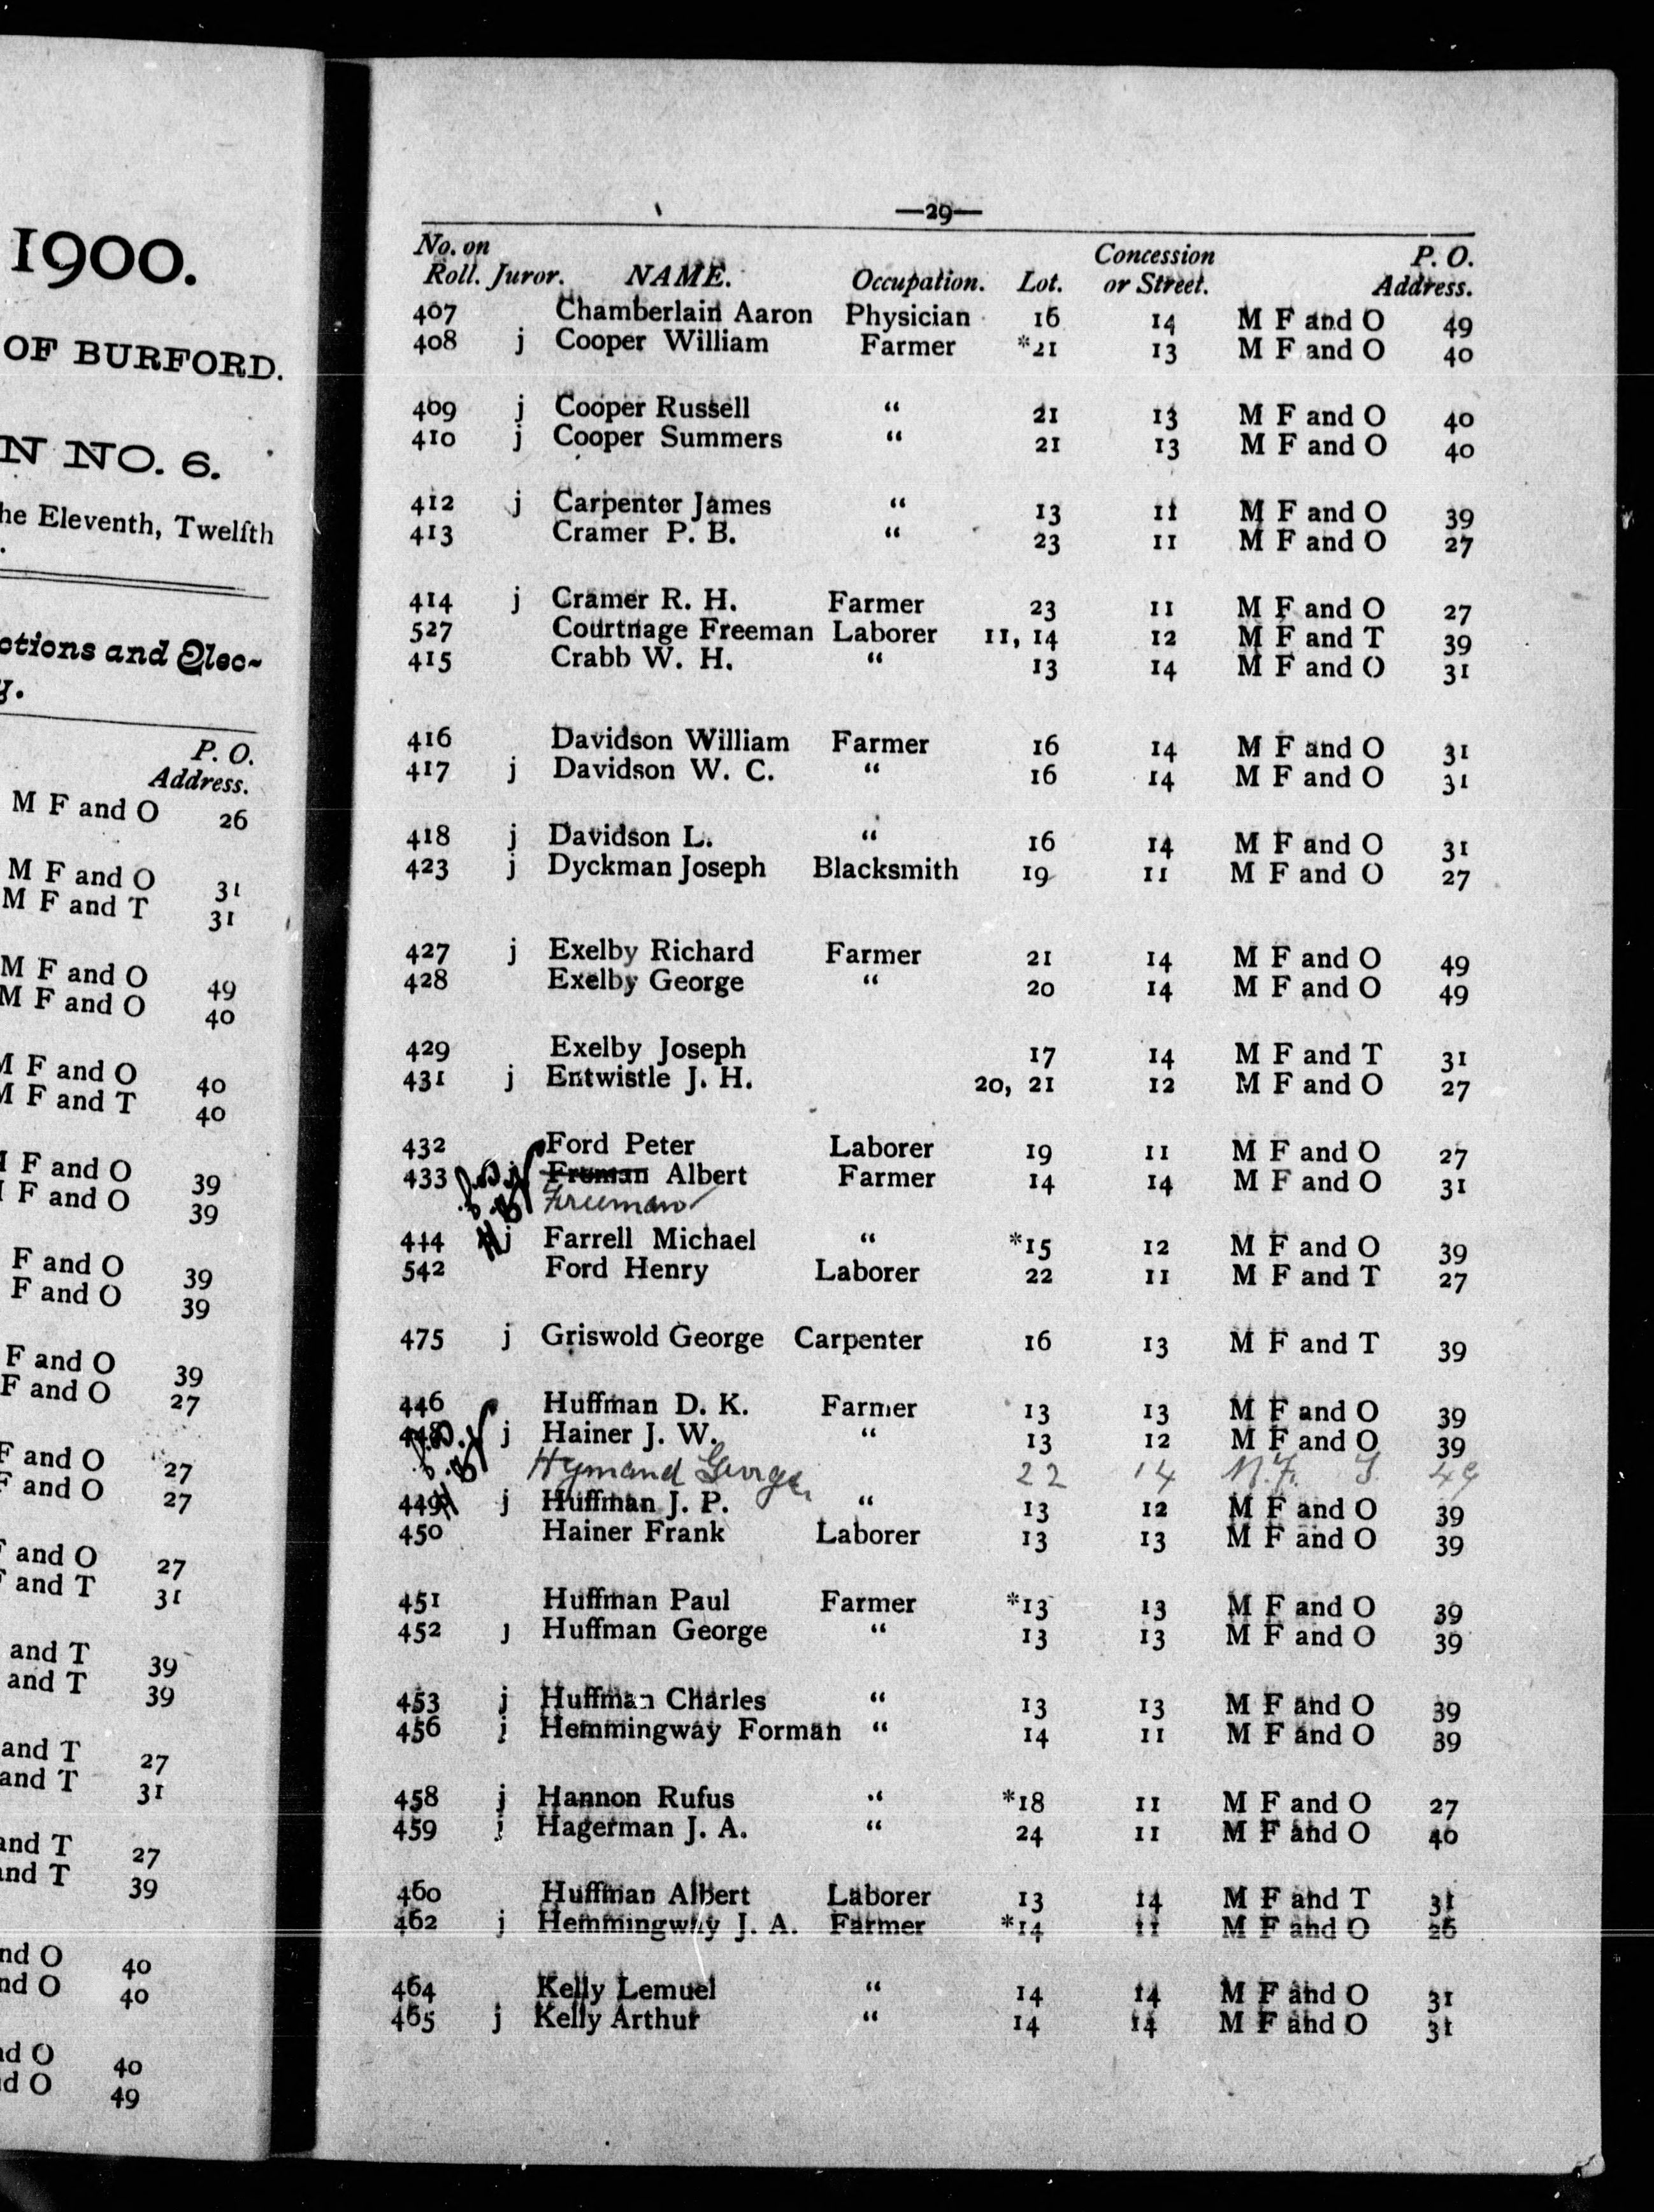 1900.
OF BURFORD.
N NO. 6.
he Eleventh, Twelfth
ctions and Elec-
y.
P. O.
Address.
M F and O 26
M F and O 31
M F and T 31
M F and O 49
M F and O 40
M F and O 40
M F and T 40
F and O 39
F and O 39
F and O 39
F and O 39
F and O 39
F and O 27
F and O 27
F and O 27
and O 27
and T 31
and T 39
and T 39
and T 27
and T 31
and T 27
and T 39
nd O 40
nd O 40
d O 40
d O 49
—29—
No. on Concession P. O.
Roll. Juror. NAME. Occupation. Lot. or Street. Address.
407 Chamberlain Aaron Physician 16 14 M F and O 49
408 j Cooper William Farmer *21 13 M F and O 40
409 j Cooper Russell “ 21 13 M F and O 40
410 j Cooper Summers “ 21 13 M F and O 40
412 j Carpenter James “ 13 11 M F and O 39
413 Cramer P. B. “ 23 11 M F and O 27
414 j Cramer R. H. Farmer 23 11 M F and O 27
527 Courtnage Freeman Laborer 11, 14 12 M F and T 39
415 Crabb W. H. “ 13 14 M F and O 31
416 Davidson William Farmer 16 14 M F and O 31
417 j Davidson W. C. “ 16 14 M F and O 31
418 j Davidson L. “ 16 14 M F and O 31
423 j Dyckman Joseph Blacksmith 19 11 M F and O 27
427 j Exelby Richard Farmer 21 14 M F and O 49
428 Exelby George “ 20 14 M F and O 49
429 Exelby Joseph 17 14 M F and T 31
431 j Entwistle J. H. 20, 21 12 M F and O 27
432 Ford Peter Laborer 19 11 M F and O 27
433 j Froman Albert Farmer 14 14 M F and O 31
Freeman
444 j Farrell Michael “ *15 12 M F and O 39
542 Ford Henry Laborer 22 11 M F and T 27
475 j Griswold George Carpenter 16 13 M F and T 39
446 Huffman D. K. Farmer 13 13 M F and O 39
448 j Hainer J. W. “ 13 12 M F and O 39
Hymand George 22 14 M.F. T 49
449 j Huffman J. P. “ 13 12 M F and O 39
450 Hainer Frank Laborer 13 13 M F and O 39
451 Huffman Paul Farmer *13 13 M F and O 39
452 j Huffman George “ 13 13 M F and O 39
453 j Huffman Charles “ 13 13 M F and O 39
456 j Hemmingway Forman “ 14 11 M F and O 39
458 j Hannon Rufus “ *18 11 M F and O 27
459 j Hagerman J. A. “ 24 11 M F and O 40
460 Huffman Albert Laborer 13 14 M F and T 31
462 j Hemmingway J. A. Farmer *14 11 M F and O 26
464 Kelly Lemuel “ 14 14 M F and O 31
465 j Kelly Arthur “ 14 14 M F and O 31